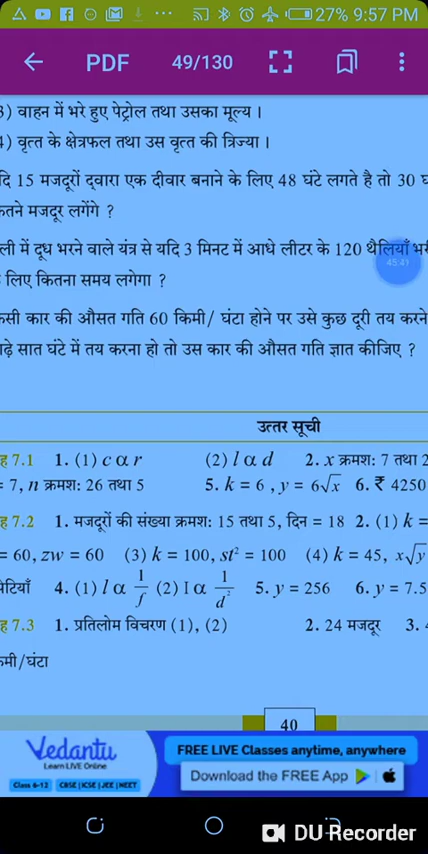 27% 9:57 PM
PDF 49/130
3) वाहन में भरे हुए पेट्रोल तथा उसका मूल्य ।
4) वृत्त के क्षेत्रफल तथा उस वृत्त की त्रिज्या ।
दि 15 मजदूरों द्वारा एक दीवार बनाने के लिए 48 घंटे लगते है तो 30 घ
कतने मजदूर लगेंगे ?
ली में दूध भरने वाले यंत्र से यदि 3 मिनट में आधे लीटर के 120 थैलियाँ भर
45:41
लिए कितना समय लगेगा ?
कसी कार की औसत गति 60 किमी/ घंटा होने पर उसे कुछ दूरी तय करने
ढ़े सात घंटे में तय करना हो तो उस कार की औसत गति ज्ञात कीजिए ?
उत्तर सूची
ह 7.1 1. (1) c α r (2) l α d 2. x क्रमश: 7 तथा 2
= 7, n क्रमश: 26 तथा 5 5. k = 6 , y = 6√x 6. ₹ 4250
ह 7.2 1. मजदूरों की संख्या क्रमश: 15 तथा 5, दिन = 18 2. (1) k =
= 60, zw = 60 (3) k = 100, st² = 100 (4) k = 45, x√y
पेटियाँ 4. (1) l α 1/f (2) I α 1/d² 5. y = 256 6. y = 7.5
ह 7.3 1. प्रतिलोम विचरण (1), (2) 2. 24 मजदूर 3.
कमी/घंटा
40
Vedantu
Learn LIVE Online
Class 6-12 CBSE | ICSE | JEE | NEET
FREE LIVE Classes anytime, anywhere
Download the FREE App
DU Recorder